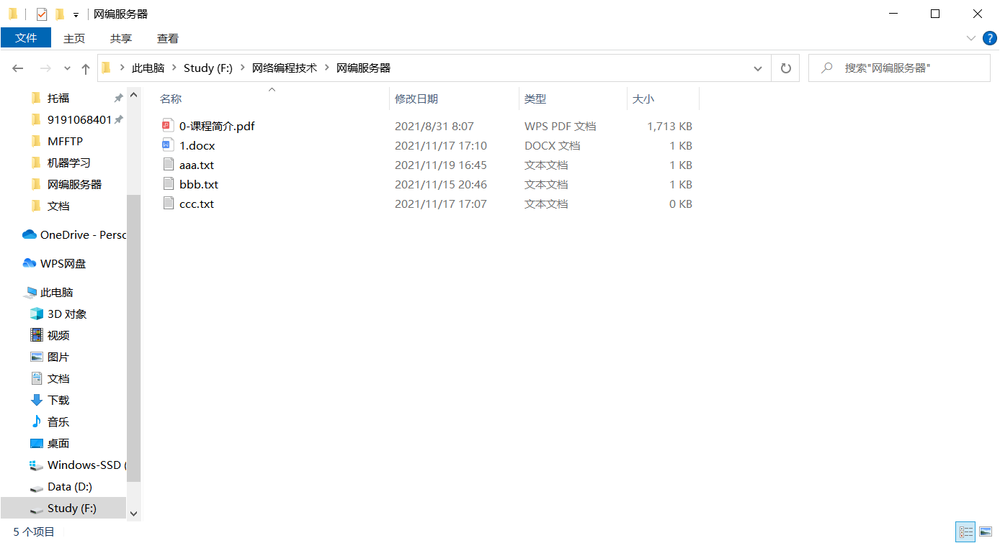 网编服务器
文件 主页 共享 查看
此电脑 Study (F:) 网络编程技术 网编服务器 搜索"网编服务器"
托福
9191068401
MFFTP
机器学习
网编服务器
文档
OneDrive - Persc
WPS网盘
此电脑
3D 对象
视频
图片
文档
下载
音乐
桌面
Windows-SSD (
Data (D:)
Study (F:)
名称 修改日期 类型 大小
0-课程简介.pdf 2021/8/31 8:07 WPS PDF 文档 1,713 KB
1.docx 2021/11/17 17:10 DOCX 文档 1 KB
aaa.txt 2021/11/19 16:45 文本文档 1 KB
bbb.txt 2021/11/15 20:46 文本文档 1 KB
ccc.txt 2021/11/17 17:07 文本文档 0 KB
5 个项目